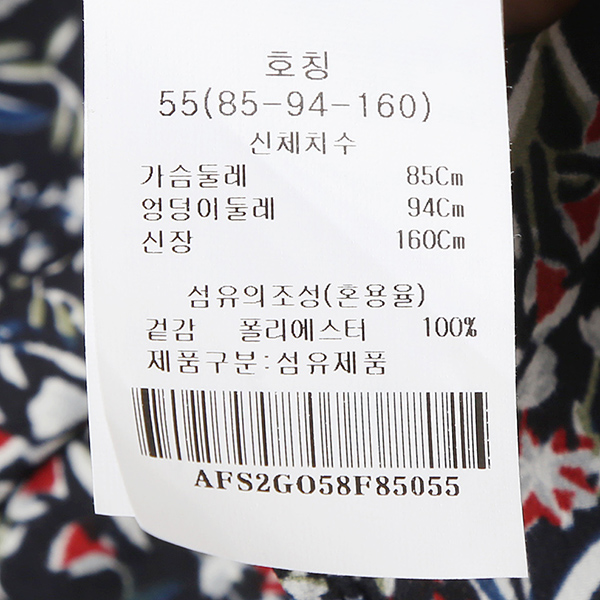 호칭
55(85-94-160)
신체치수
가슴둘레 85Cm
엉덩이둘레 94Cm
신장 160Cm
섬유의조성(혼용율)
겉감 폴리에스터 100%
제품구분:섬유제품
AFS2GO58F85055